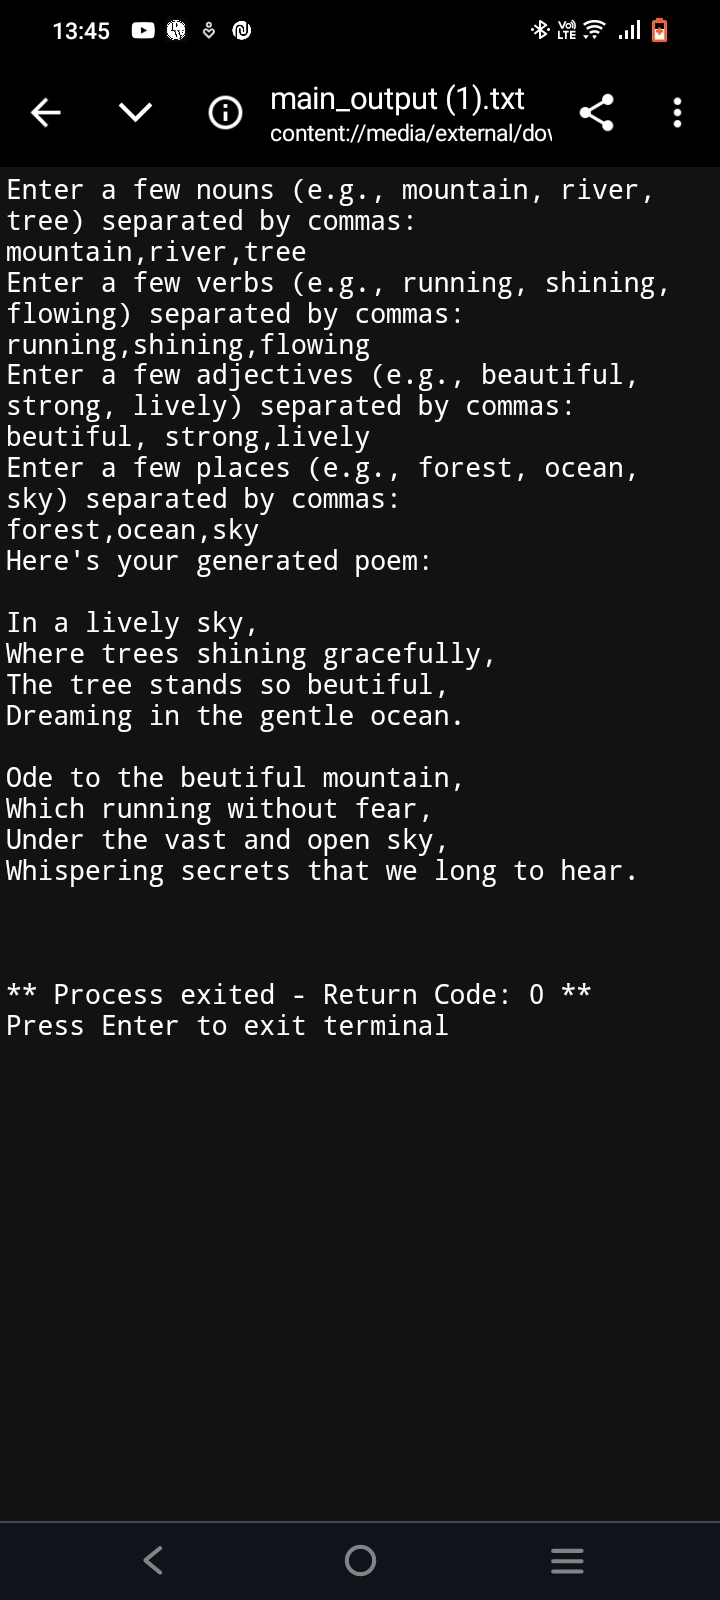 13:45
Vo) LTE
main_output (1).txt
content://media/external/dov
Enter a few nouns (e.g., mountain, river,
tree) separated by commas:
mountain,river,tree
Enter a few verbs (e.g., running, shining,
flowing) separated by commas:
running,shining,flowing
Enter a few adjectives (e.g., beautiful,
strong, lively) separated by commas:
beutiful, strong,lively
Enter a few places (e.g., forest, ocean,
sky) separated by commas:
forest,ocean,sky
Here's your generated poem:
In a lively sky,
Where trees shining gracefully,
The tree stands so beutiful,
Dreaming in the gentle ocean.
Ode to the beutiful mountain,
Which running without fear,
Under the vast and open sky,
Whispering secrets that we long to hear.
** Process exited - Return Code: 0 **
Press Enter to exit terminal